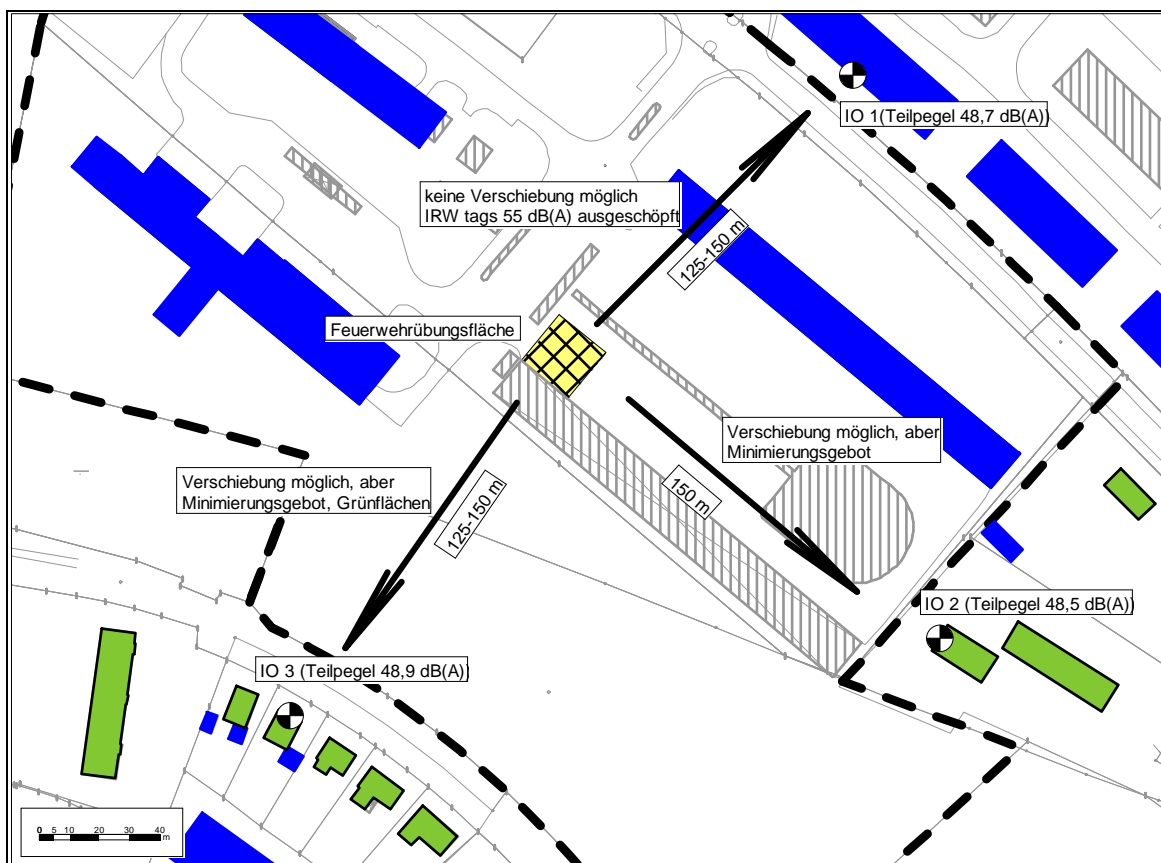 IO 1(Teilpegel 48,7 dB(A))
keine Verschiebung möglich
IRW tags 55 dB(A) ausgeschöpft
125-150 m
Feuerwehrübungsfläche
Verschiebung möglich, aber
Minimierungsgebot
Verschiebung möglich, aber
Minimierungsgebot, Grünflächen
150 m
125-150 m
IO 2 (Teilpegel 48,5 dB(A))
IO 3 (Teilpegel 48,9 dB(A))
0 5 10 20 30 40
m